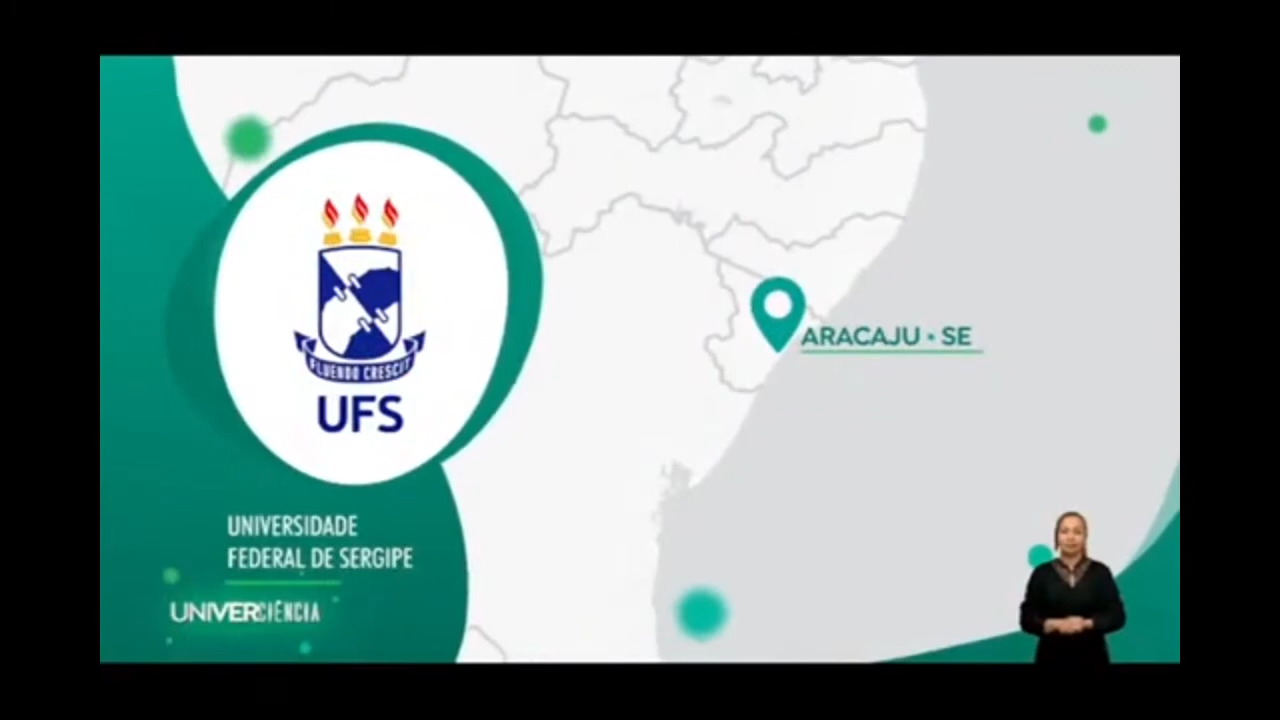 FLUENDO CRESCIT
UFS
ARACAJU • SE
UNIVERSIDADE
FEDERAL DE SERGIPE
UNIVERCIÊNCIA